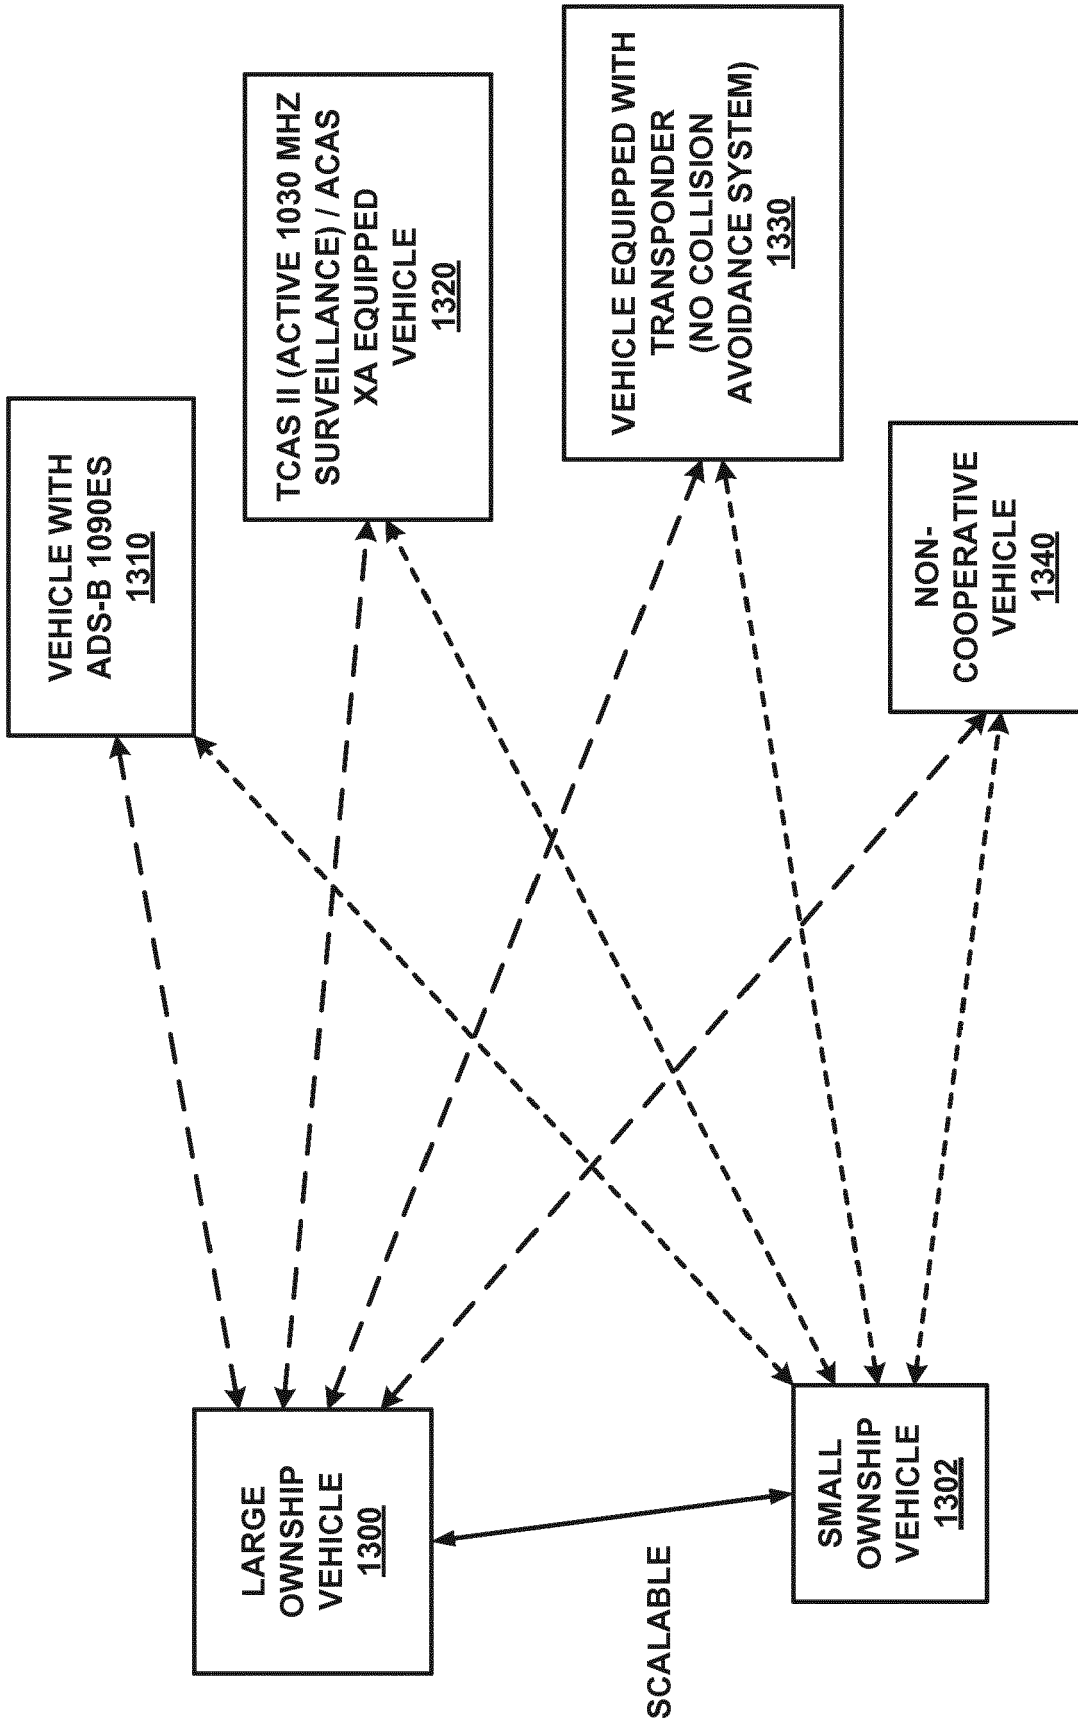 LARGE
OWNSHIP
VEHICLE
1300
SCALABLE
SMALL
OWNSHIP
VEHICLE
1302
VEHICLE WITH
ADS-B 1090ES
1310
TCAS II (ACTIVE 1030 MHZ
SURVEILLANCE) / ACAS
XA EQUIPPED
VEHICLE
1320
VEHICLE EQUIPPED WITH
TRANSPONDER
(NO COLLISION
AVOIDANCE SYSTEM)
1330
NON-
COOPERATIVE
VEHICLE
1340